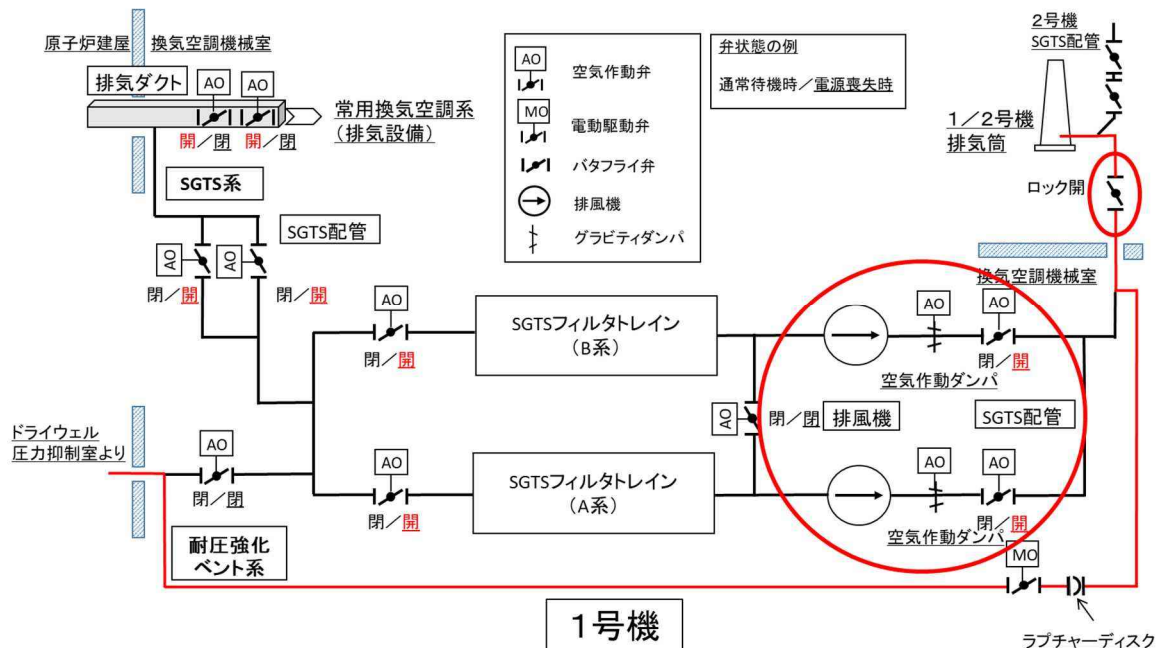 原子炉建屋
換気空調機械室
排気ダクト
AO
AO
開/閉
開/閉
常用換気空調系
(排気設備)
AO
空気作動弁
MO
電動駆動弁
バタフライ弁
排風機
グラビティダンパ
弁状態の例
通常待機時/電源喪失時
2号機
SGTS配管
1/2号機
排気筒
ロック開
SGTS系
SGTS配管
AO
AO
閉/開
閉/開
換気空調機械室
AO
閉/開
SGTSフィルタトレイン
(B系)
AO
AO
閉/開
空気作動ダンパ
AO
閉/閉
排風機
SGTS配管
ドライウェル
圧力抑制室より
AO
閉/閉
AO
閉/開
SGTSフィルタトレイン
(A系)
AO
AO
閉/開
空気作動ダンパ
耐圧強化
ベント系
MO
1号機
ラプチャーディスク